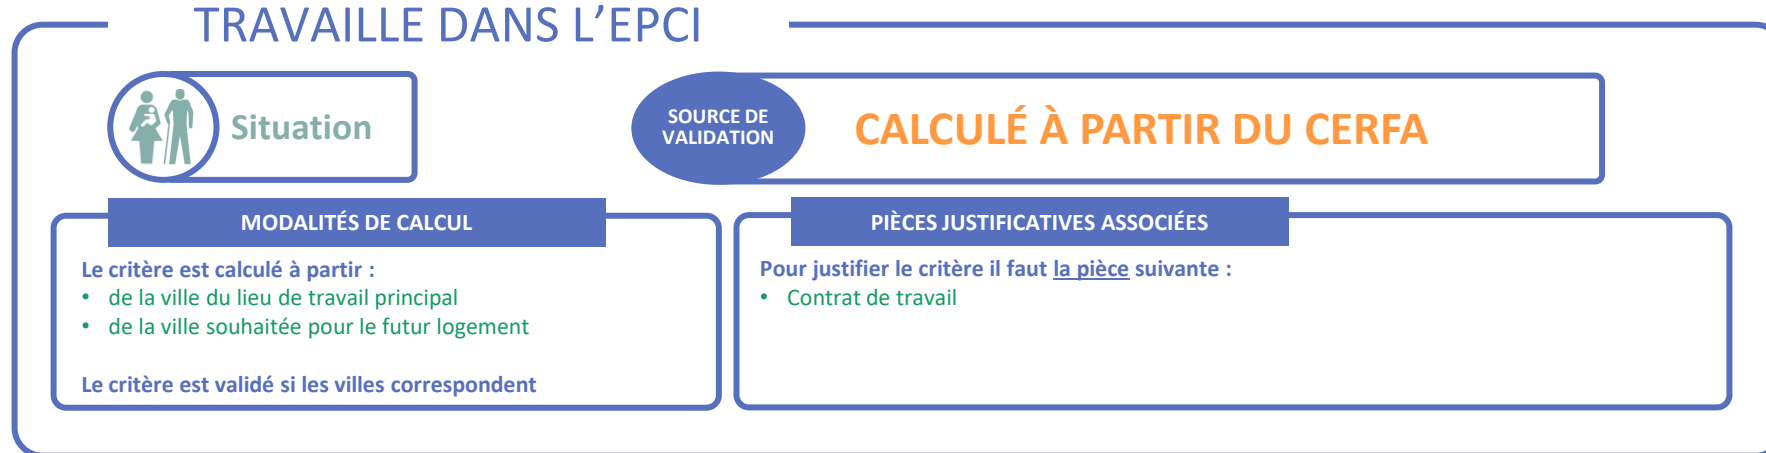 TRAVAILLE DANS L’EPCI
Situation
SOURCE DE
VALIDATION
CALCULÉ À PARTIR DU CERFA
MODALITÉS DE CALCUL
Le critère est calculé à partir :
• de la ville du lieu de travail principal
• de la ville souhaitée pour le futur logement
Le critère est validé si les villes correspondent
PIÈCES JUSTIFICATIVES ASSOCIÉES
Pour justifier le critère il faut la pièce suivante :
• Contrat de travail